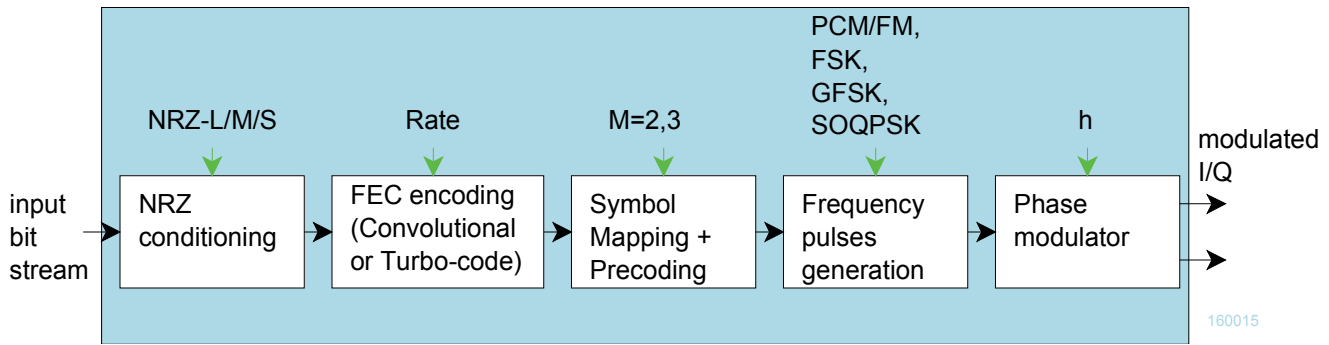 PCM/FM,
FSK,
GFSK,
SOQPSK
NRZ-L/M/S
Rate
M=2,3
h
modulated
I/Q
input
bit
stream
NRZ
conditioning
FEC encoding
(Convolutional
or Turbo-code)
Symbol
Mapping +
Precoding
Frequency
pulses
generation
Phase
modulator
160015